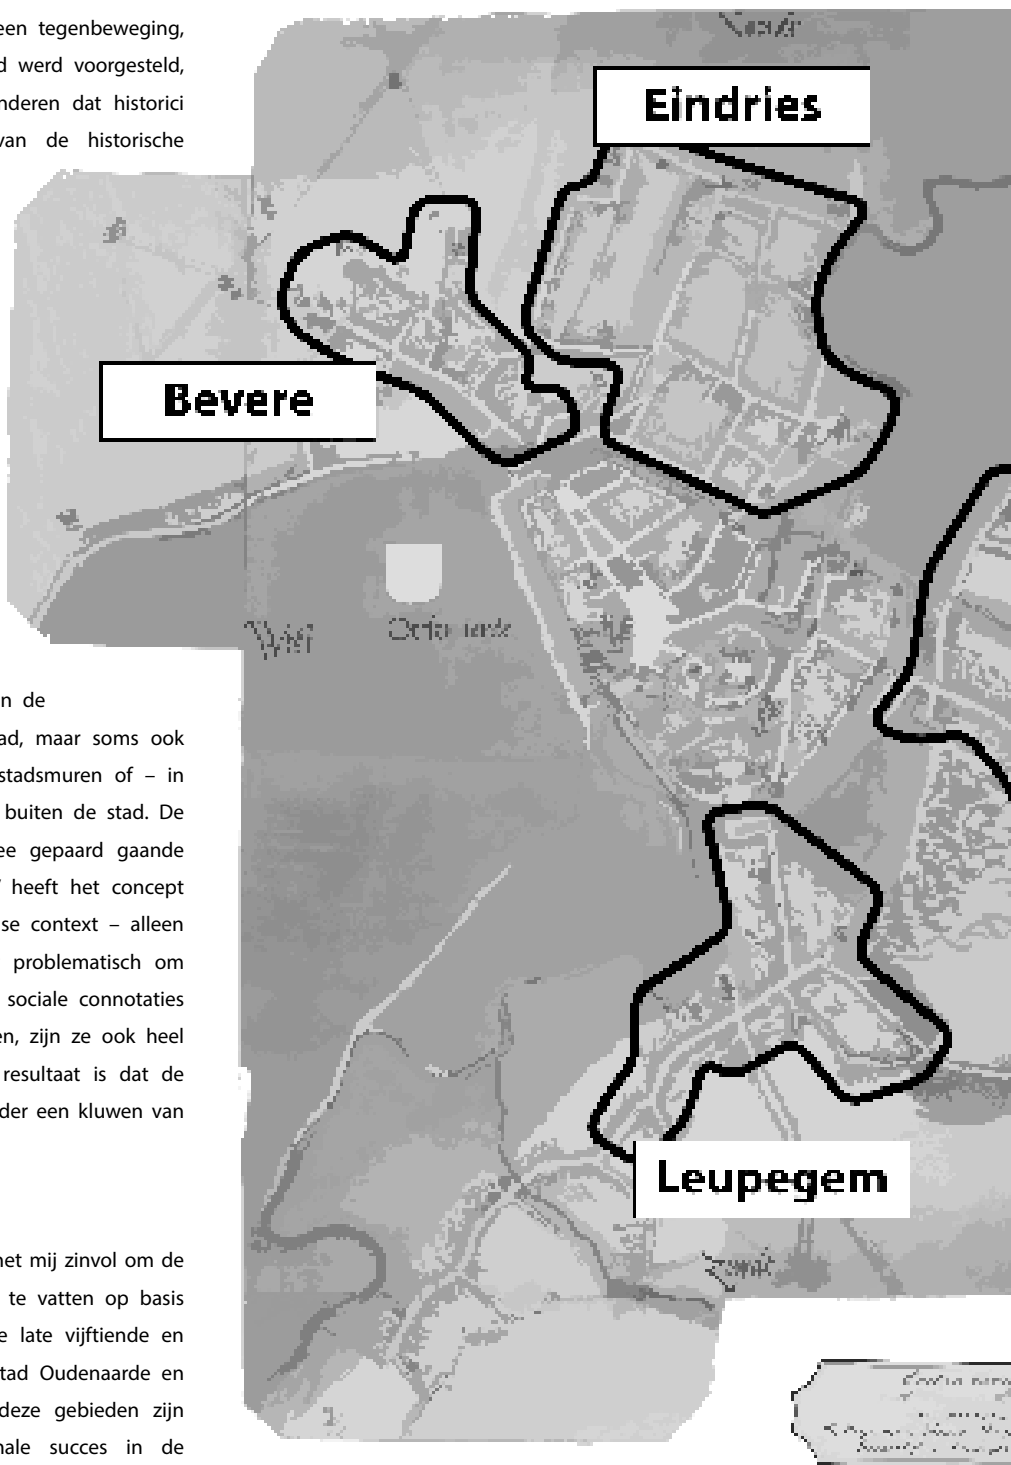 een tegenbeweging,
d werd voorgesteld,
nderen dat historici
van de historische
Eindries
Bevere
n de
ad, maar soms ook
stadsmuren of – in
buiten de stad. De
ee gepaard gaande
heeft het concept
se context – alleen
problematisch om
sociale connotaties
en, zijn ze ook heel
resultaat is dat de
der een kluwen van
Leupegem
net mij zinvol om de
te vatten op basis
e late vijftiende en
tad Oudenaarde en
deze gebieden zijn
nale succes in de